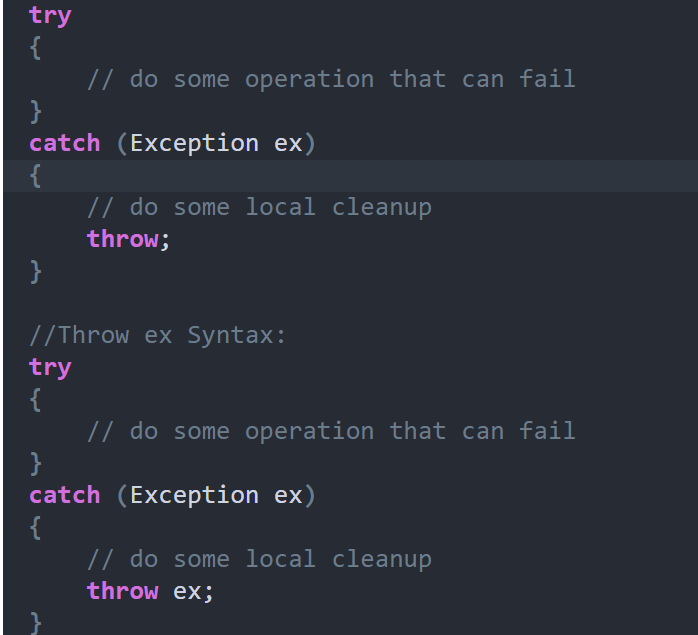 try
{
    // do some operation that can fail
}
catch (Exception ex)
{
    // do some local cleanup
    throw;
}

//Throw ex Syntax:
try
{
    // do some operation that can fail
}
catch (Exception ex)
{
    // do some local cleanup
    throw ex;
}